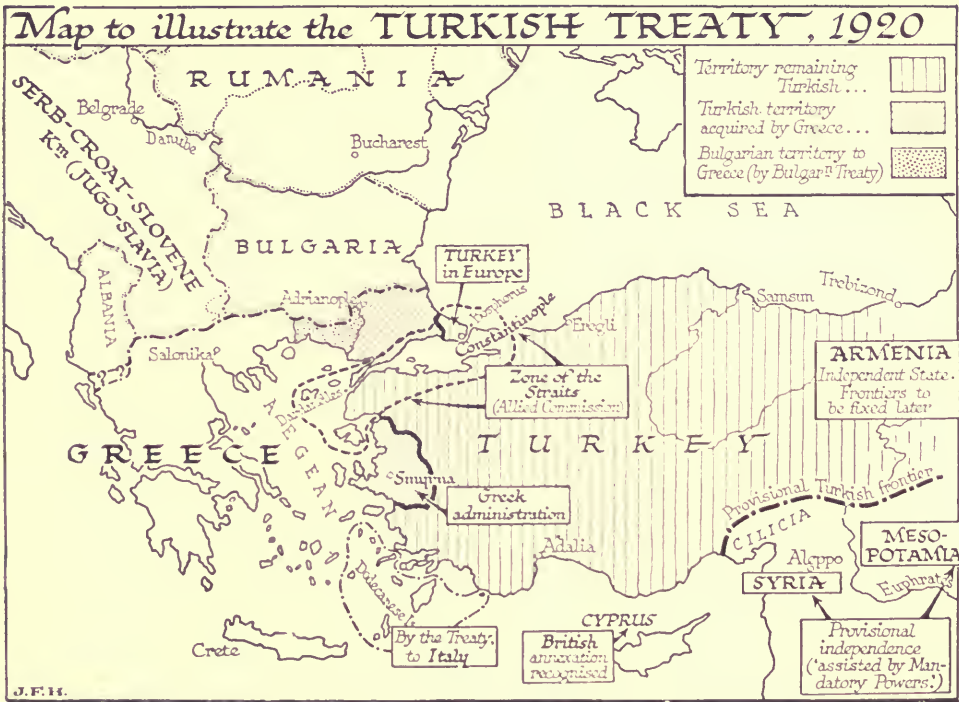 Map to illustrate the TURKISH TREATY, 1920
Territory remaining
Turkish ...
Turkish territory
acquired by Greece ...
Bulgarian territory to
Greece (by Bulgarn Treaty)
RUMANIA
SERB-CROAT-SLOVENE
Km (JUGO-SLAVIA)
Belgrade
Danube
Bucharest
BLACK SEA
BULGARIA
TURKEY
in Europe
ALBANIA
Adrianople
Bosphorus
Constantinople
Eregli
Samsun
Trebizond
Salonika
? ?
Zone of the
Straits
(Allied Commission)
ARMENIA
Independent State.
Frontiers to
be fixed later
Dardanelles
AEGEAN
GREECE
TURKEY
Smyrna
Greek
administration
Provisional Turkish frontier
CILICIA
Adalia
Aleppo
MESO-
POTAMIA
SYRIA
Euphrat
Dodecanese Is
CYPRUS
British
annexation
recognised
By the Treaty.
to Italy
Crete
Provisional
independence
('assisted by Man-
datory Powers.')
J.F.H.